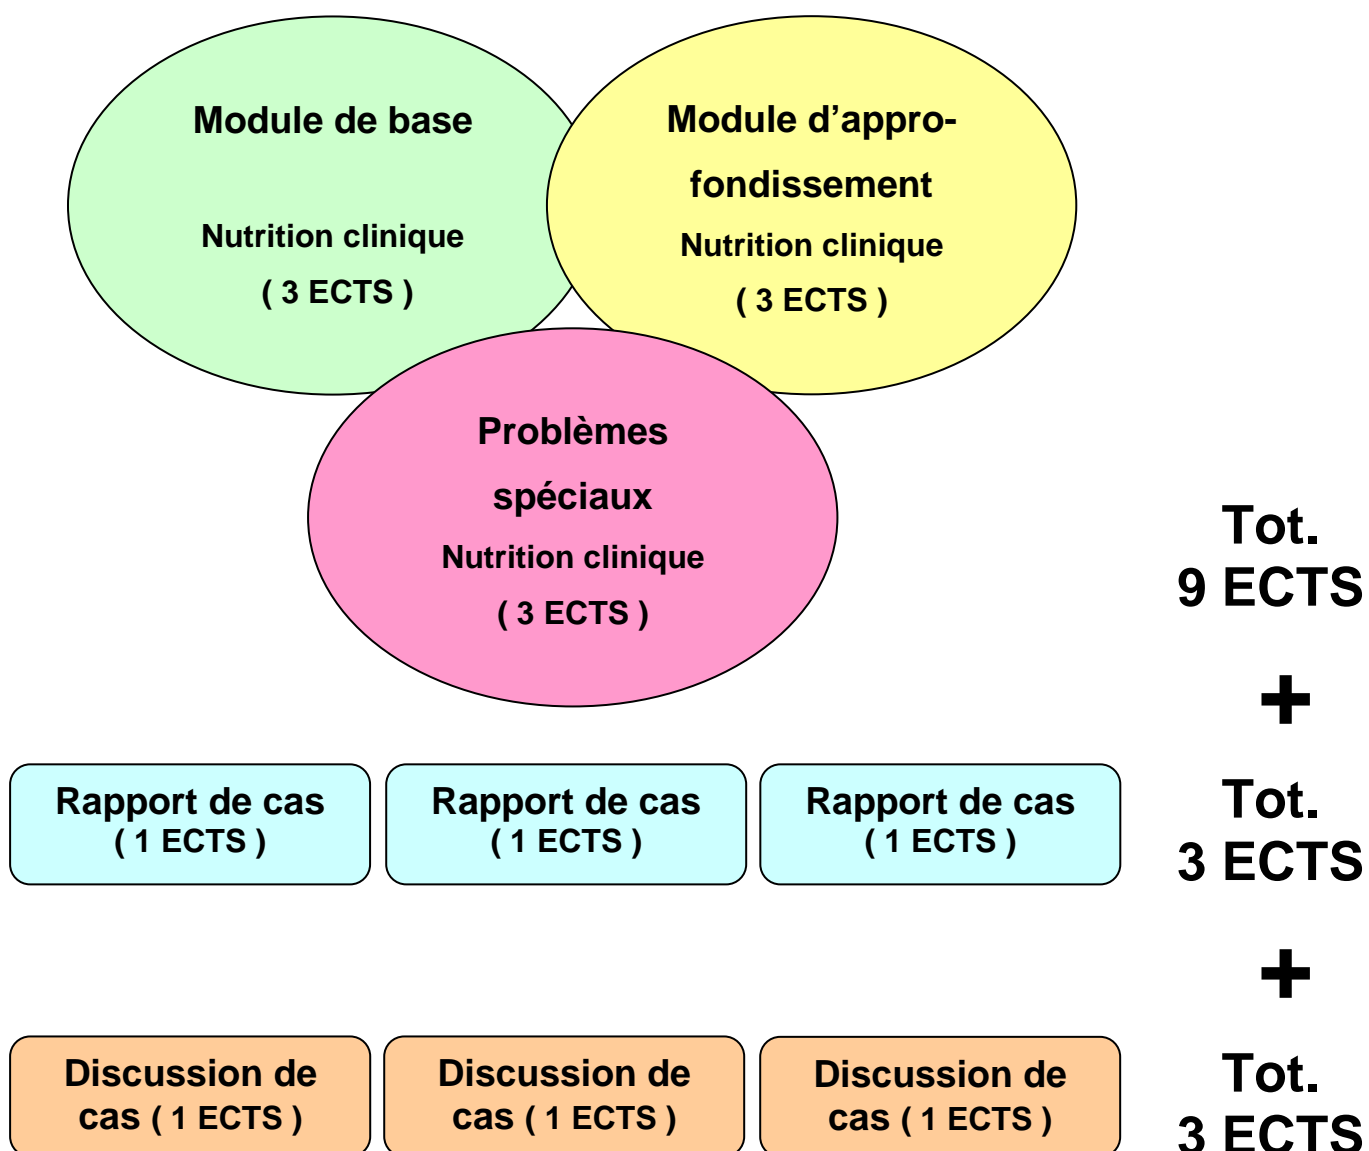 Module de base
Nutrition clinique
( 3 ECTS )
Module d’appro-
fondissement
Nutrition clinique
( 3 ECTS )
Problèmes
spéciaux
Nutrition clinique
( 3 ECTS )
Tot.
9 ECTS
+
Rapport de cas
( 1 ECTS )
Rapport de cas
( 1 ECTS )
Rapport de cas
( 1 ECTS )
Tot.
3 ECTS
+
Discussion de
cas ( 1 ECTS )
Discussion de
cas ( 1 ECTS )
Discussion de
cas ( 1 ECTS )
Tot.
3 ECTS